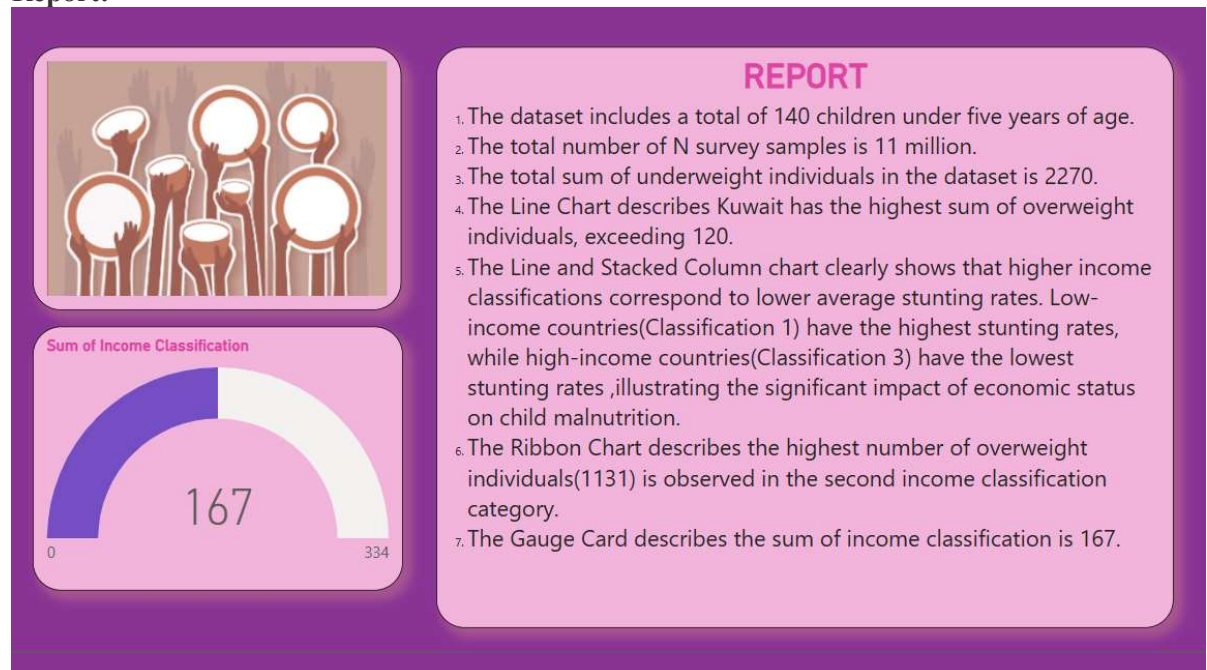 Sum of Income Classification
167
0
334
REPORT
1. The dataset includes a total of 140 children under five years of age.
2. The total number of N survey samples is 11 million.
3. The total sum of underweight individuals in the dataset is 2270.
4. The Line Chart describes Kuwait has the highest sum of overweight
individuals, exceeding 120.
5. The Line and Stacked Column chart clearly shows that higher income
classifications correspond to lower average stunting rates. Low-
income countries(Classification 1) have the highest stunting rates,
while high-income countries(Classification 3) have the lowest
stunting rates ,illustrating the significant impact of economic status
on child malnutrition.
6. The Ribbon Chart describes the highest number of overweight
individuals(1131) is observed in the second income classification
category.
7. The Gauge Card describes the sum of income classification is 167.